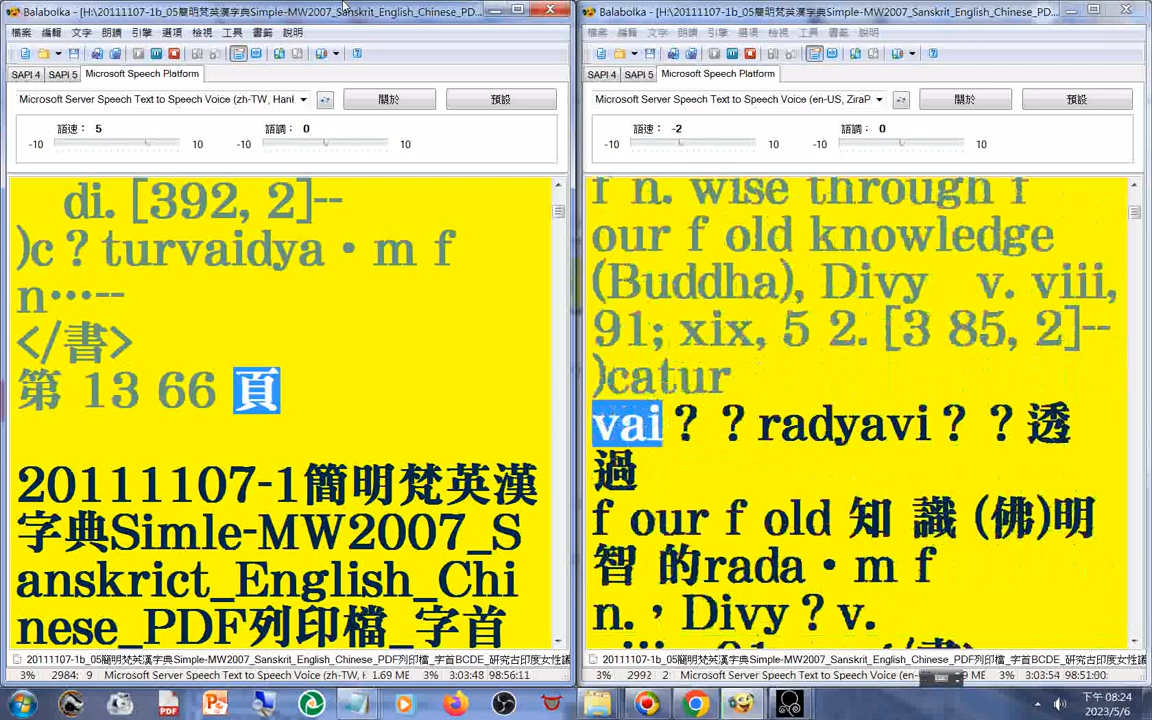 Balabolka - [H:\20111107-1b_05簡明梵英漢字典Simple-MW2007_Sanskrit_English_Chinese_PD...
檔案 編輯 文字 朗讀 引擎 選項 檢視 工具 書籤 說明
SAPI 4 SAPI 5 Microsoft Speech Platform
Microsoft Server Speech Text to Speech Voice (zh-TW, Hanl
關於
預設
語速： 5
語調： 0
-10 10 -10 10
di. [392, 2]--
)c？turvaidya‧m f
n…--
</書>
第 13 66 頁
20111107-1簡明梵英漢
字典Simle-MW2007_S
anskrict_English_Chi
nese_PDF列印檔_字首
20111107-1b_05簡明梵英漢字典Simple-MW2007_Sanskrit_English_Chinese_PDF列印檔_字首BCDE_研究古印度女性議
3% 2984: 9 Microsoft Server Speech Text to Speech Voice (zh-TW, H 1.69 ME 3% 3:03:48 98:56:11
Balabolka - [H:\20111107-1b_05簡明梵英漢字典Simple-MW2007_Sanskrit_English_Chinese_PD...
檔案 編輯 文字 朗讀 引擎 選項 檢視 工具 書籤 說明
SAPI 4 SAPI 5 Microsoft Speech Platform
Microsoft Server Speech Text to Speech Voice (en-US, ZiraP
關於
預設
語速： -2
語調： 0
-10 10 -10 10
f n. wise through f
our f old knowledge
(Buddha), Divy v. viii,
91; xix, 5 2. [3 85, 2]--
)catur
vai？？radyavi？？透
過
f our f old 知 識 (佛)明
智 的rada‧m f
n.，Divy？v.
20111107-1b_05簡明梵英漢字典Simple-MW2007_Sanskrit_English_Chinese_PDF列印檔_字首BCDE_研究古印度女性議
3% 2992 2 Microsoft Server Speech Text to Speech Voice (en-U 9 ME 3% 3:03:54 98:51:00
下午 08:24
2023/5/6